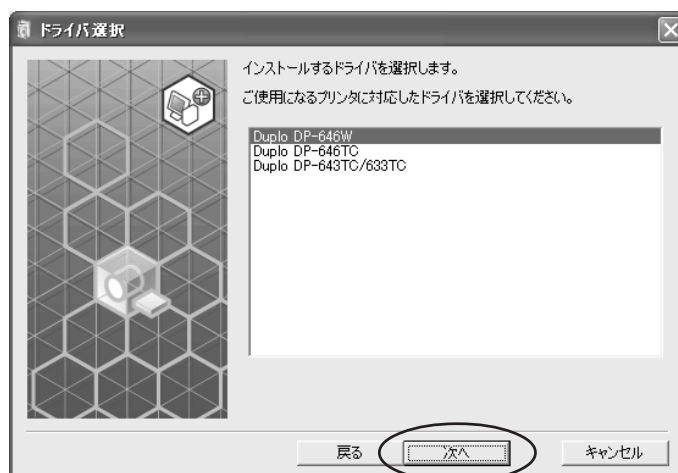 ドライバ選択
インストールするドライバを選択します。
ご使用になるプリンタに対応したドライバを選択してください。
Duplo DP-646W
Duplo DP-646TC
Duplo DP-643TC/633TC
戻る
次へ
キャンセル